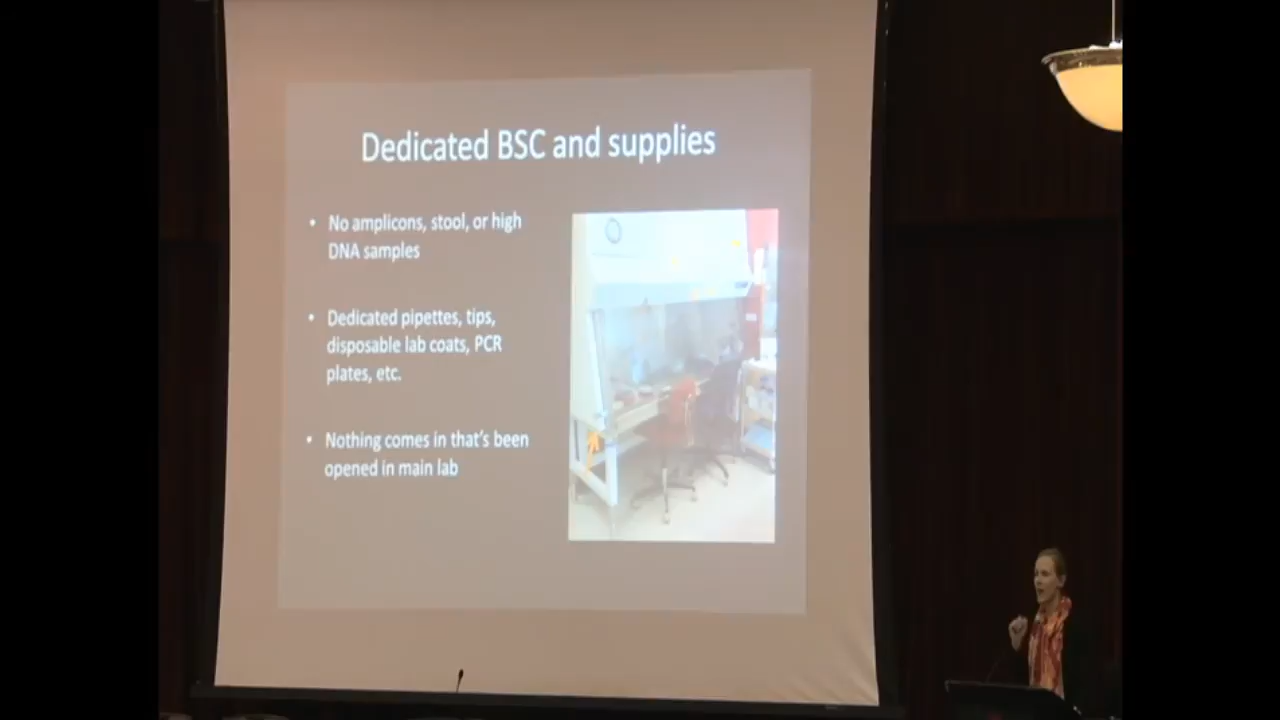 Dedicated BSC and supplies
• No amplicons, stool, or high
DNA samples
• Dedicated pipettes, tips,
disposable lab coats, PCR
plates, etc.
• Nothing comes in that's been
opened in main lab